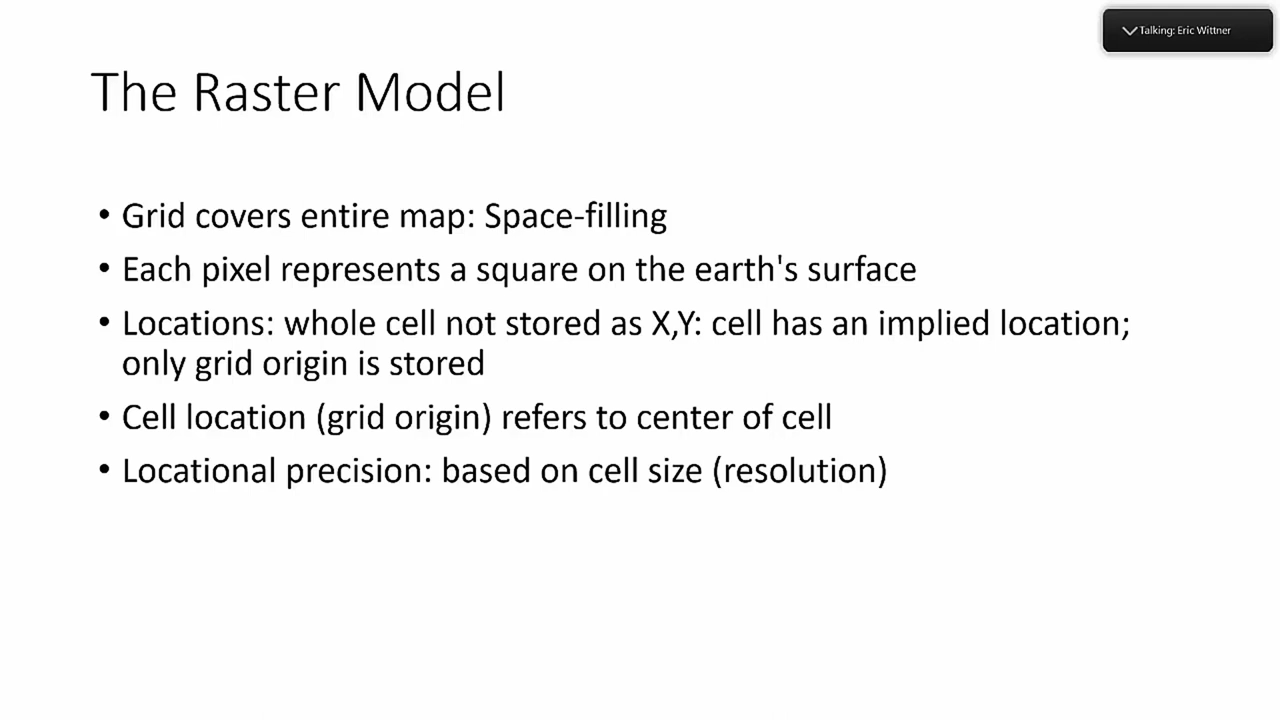 Talking: Eric Wittner
The Raster Model
• Grid covers entire map: Space-filling
• Each pixel represents a square on the earth's surface
• Locations: whole cell not stored as X,Y: cell has an implied location;
only grid origin is stored
• Cell location (grid origin) refers to center of cell
• Locational precision: based on cell size (resolution)